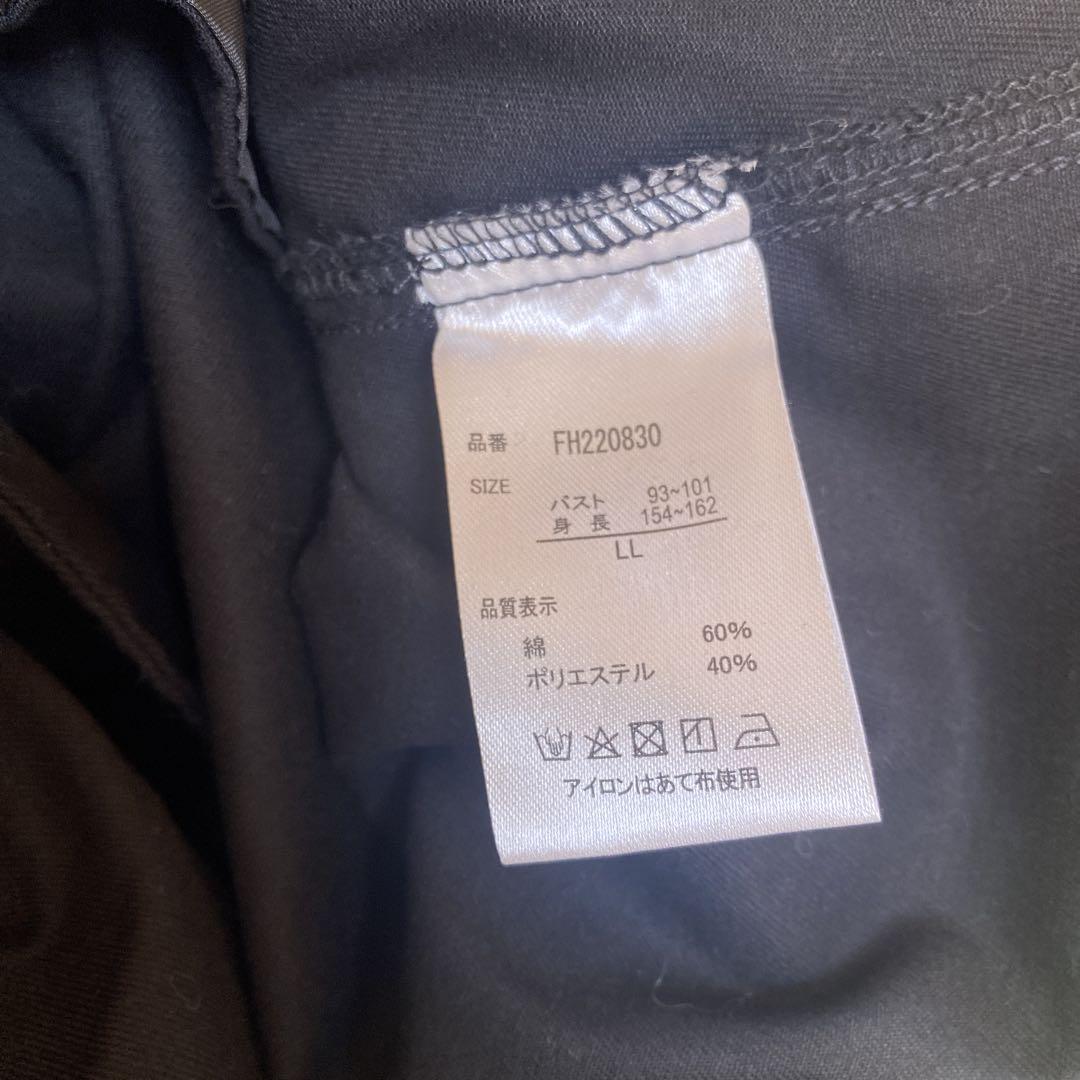 品番 FH220830
SIZE
バスト 93~101
身長 154~162
LL
品質表示
綿 60%
ポリエステル 40%
アイロンはあて布使用